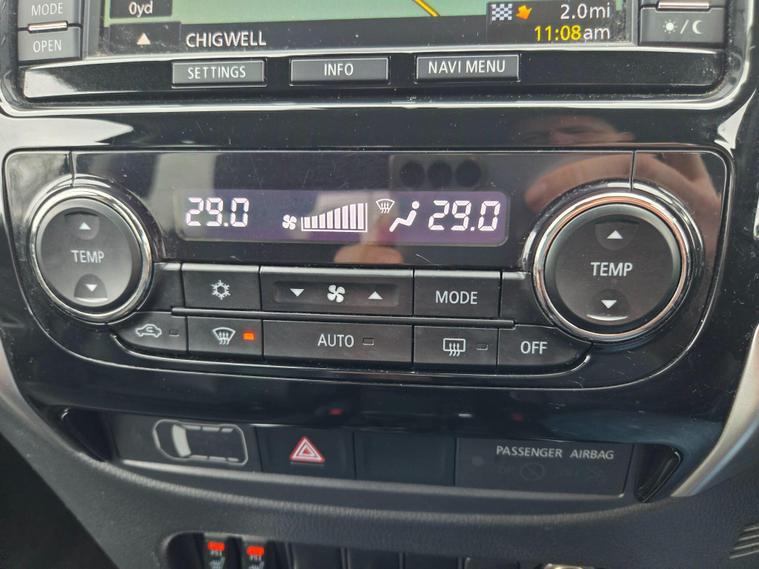 MODE
OPEN
0yd
2.0mi
CHIGWELL
11:08am
SETTINGS
INFO
NAVI MENU
29.0
29.0
TEMP
TEMP
MODE
AUTO
OFF
PASSENGER AIRBAG